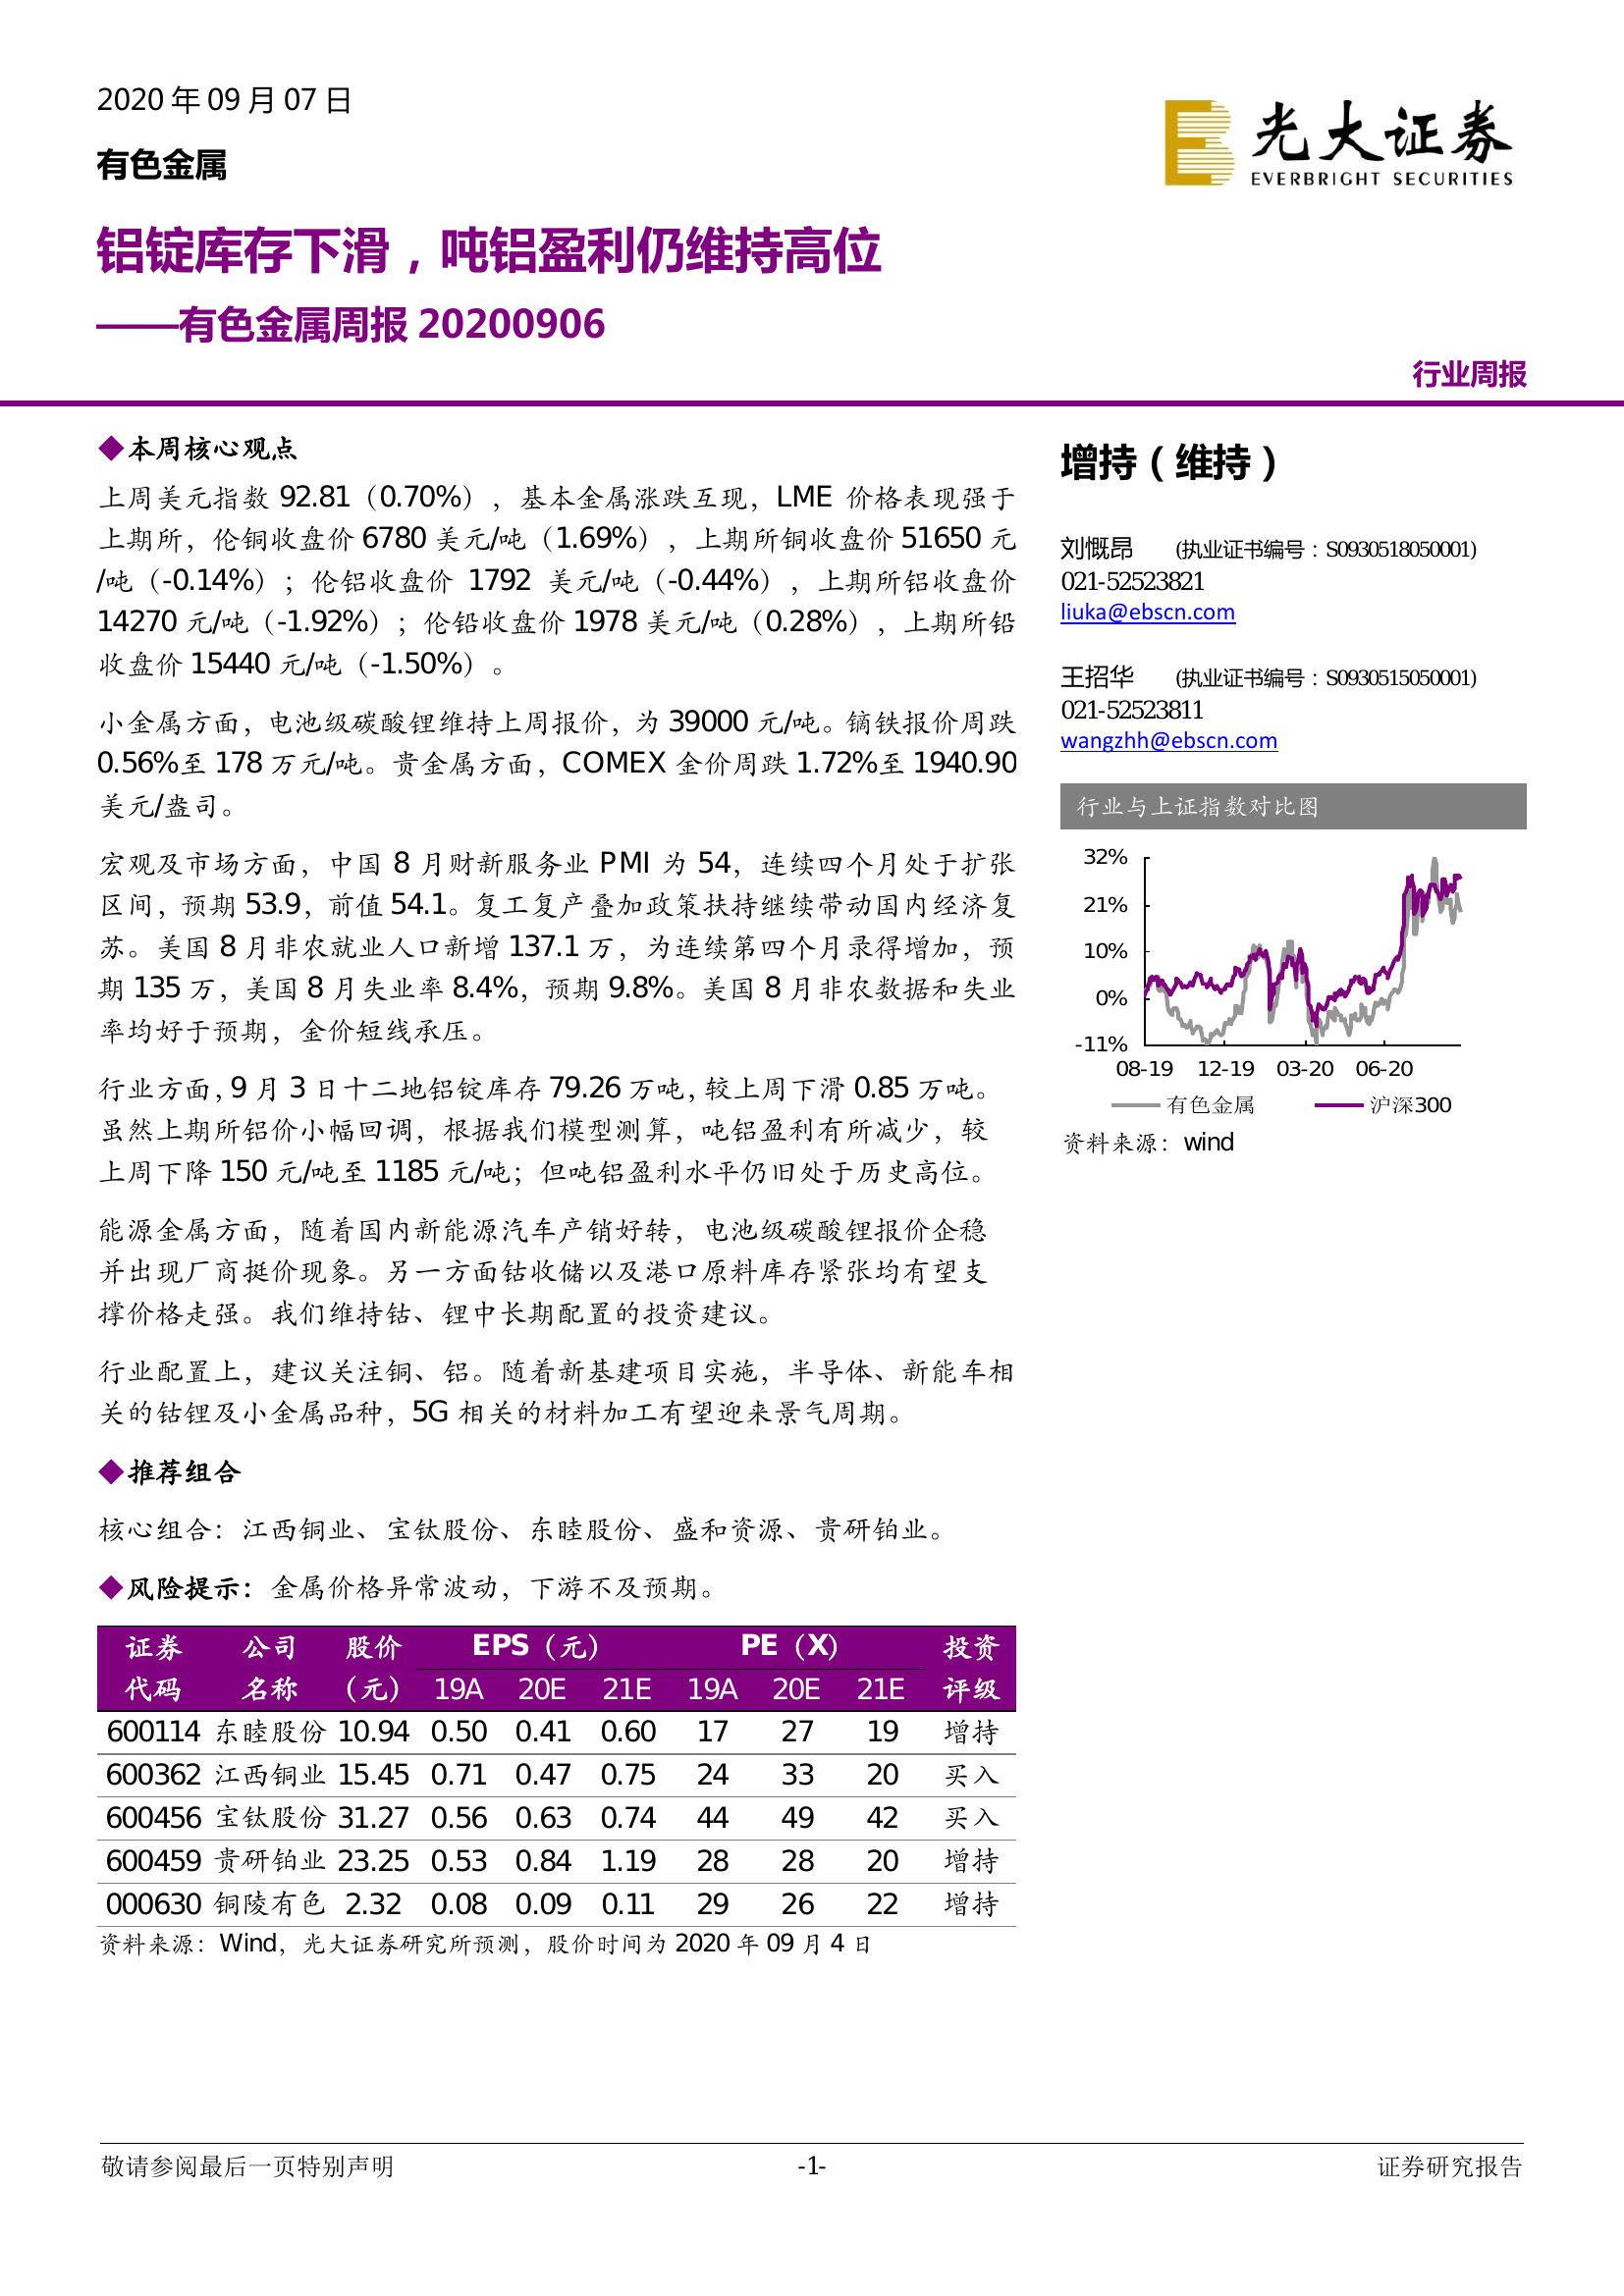 2020 年 09 月 07 日
有色金属
光大证券
EVERBRIGHT SECURITIES
铝锭库存下滑，吨铝盈利仍维持高位
——有色金属周报 20200906
行业周报
◆本周核心观点
上周美元指数 92.81（0.70%），基本金属涨跌互现，LME 价格表现强于
上期所，伦铜收盘价 6780 美元/吨（1.69%），上期所铜收盘价 51650 元
/吨（-0.14%）；伦铝收盘价 1792 美元/吨（-0.44%），上期所铝收盘价
14270 元/吨（-1.92%）；伦铅收盘价 1978 美元/吨（0.28%），上期所铅
收盘价 15440 元/吨（-1.50%）。
小金属方面，电池级碳酸锂维持上周报价，为 39000 元/吨。镝铁报价周跌
0.56%至 178 万元/吨。贵金属方面，COMEX 金价周跌 1.72%至 1940.90
美元/盎司。
宏观及市场方面，中国 8 月财新服务业 PMI 为 54，连续四个月处于扩张
区间，预期 53.9，前值 54.1。复工复产叠加政策扶持继续带动国内经济复
苏。美国 8 月非农就业人口新增 137.1 万，为连续第四个月录得增加，预
期 135 万，美国 8 月失业率 8.4%，预期 9.8%。美国 8 月非农数据和失业
率均好于预期，金价短线承压。
行业方面，9 月 3 日十二地铝锭库存 79.26 万吨，较上周下滑 0.85 万吨。
虽然上期所铝价小幅回调，根据我们模型测算，吨铝盈利有所减少，较
上周下降 150 元/吨至 1185 元/吨；但吨铝盈利水平仍旧处于历史高位。
能源金属方面，随着国内新能源汽车产销好转，电池级碳酸锂报价企稳
并出现厂商挺价现象。另一方面钴收储以及港口原料库存紧张均有望支
撑价格走强。我们维持钴、锂中长期配置的投资建议。
行业配置上，建议关注铜、铝。随着新基建项目实施，半导体、新能车相
关的钴锂及小金属品种，5G 相关的材料加工有望迎来景气周期。
◆推荐组合
核心组合：江西铜业、宝钛股份、东睦股份、盛和资源、贵研铂业。
◆风险提示：金属价格异常波动，下游不及预期。
证券 公司 股价 EPS（元） PE（X） 投资
代码 名称 （元） 19A 20E 21E 19A 20E 21E 评级
600114 东睦股份 10.94 0.50 0.41 0.60 17 27 19 增持
600362 江西铜业 15.45 0.71 0.47 0.75 24 33 20 买入
600456 宝钛股份 31.27 0.56 0.63 0.74 44 49 42 买入
600459 贵研铂业 23.25 0.53 0.84 1.19 28 28 20 增持
000630 铜陵有色 2.32 0.08 0.09 0.11 29 26 22 增持
资料来源：Wind，光大证券研究所预测，股价时间为 2020 年 09 月 4 日
增持（维持）
刘慨昂 (执业证书编号：S0930518050001)
021-52523821
liuka@ebscn.com
王招华 (执业证书编号：S0930515050001)
021-52523811
wangzhh@ebscn.com
行业与上证指数对比图
32%
21%
10%
0%
-11%
08-19 12-19 03-20 06-20
有色金属 沪深300
资料来源：wind
敬请参阅最后一页特别声明 -1- 证券研究报告